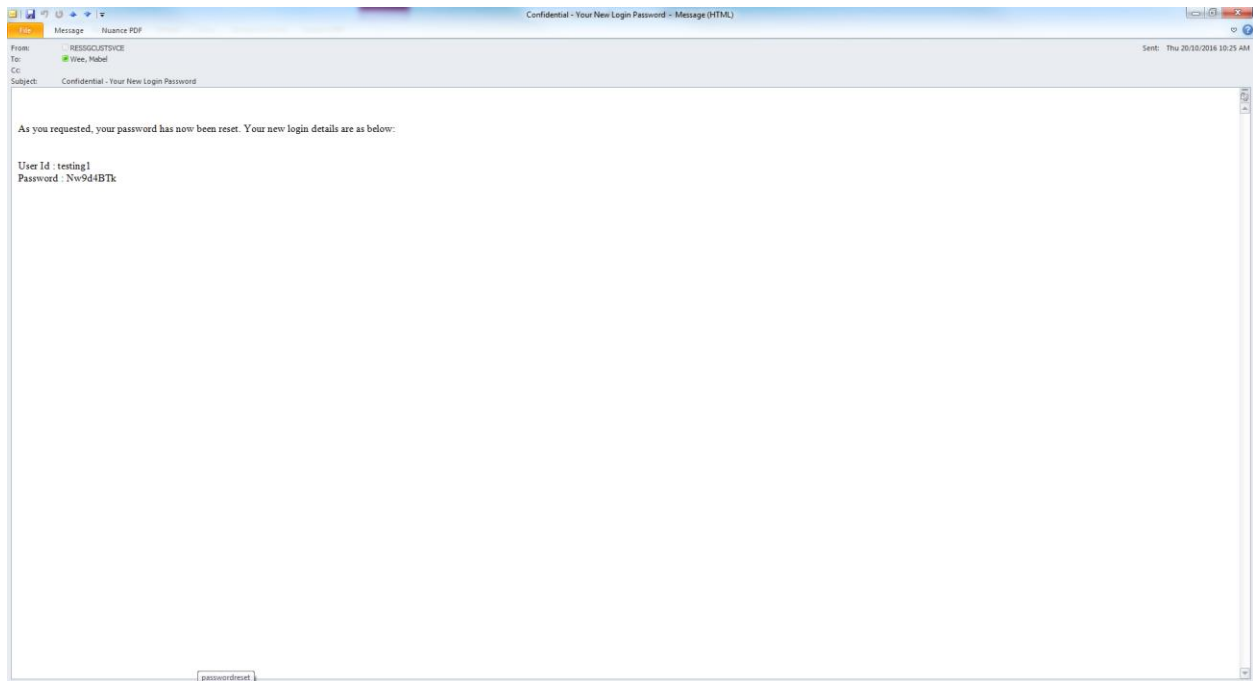 Confidential - Your New Login Password - Message (HTML)
File Message Nuance PDF
From: RESSGCUSTSVCE Sent: Thu 20/10/2016 10:25 AM
To: Wee, Mabel
Cc:
Subject: Confidential - Your New Login Password
As you requested, your password has now been reset. Your new login details are as below:
User Id : testing1
Password : Nw9d4BTk
passwordreset